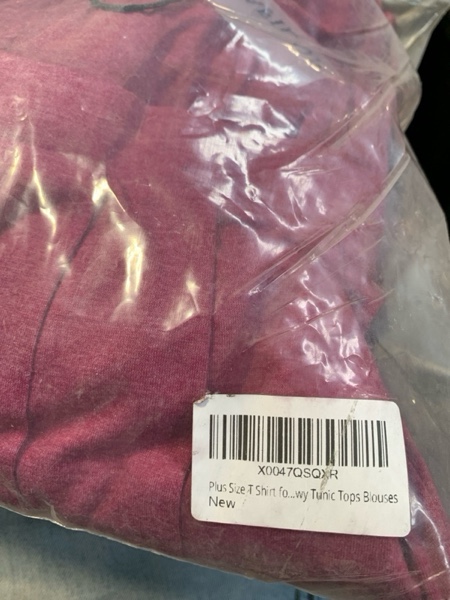 X0047QSQXR
Plus Size T Shirt fo...wy Tunic Tops Blouses
New